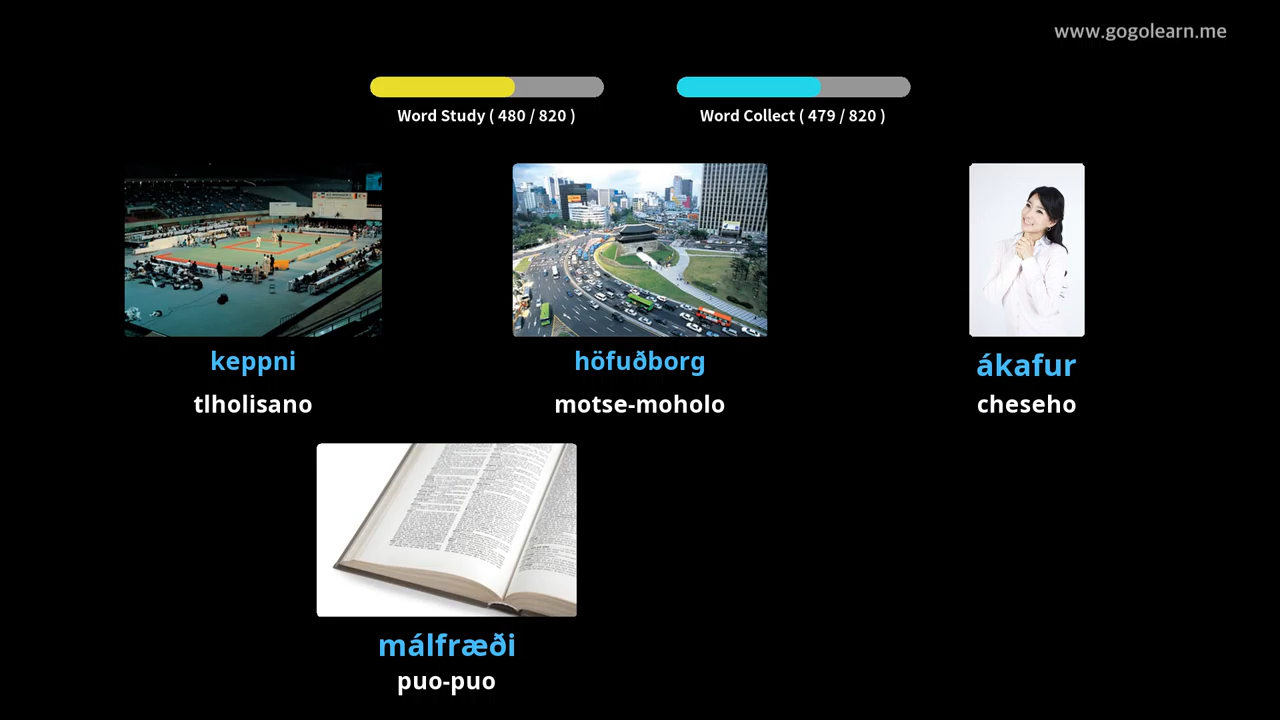 www.gogolearn.me
Word Study ( 480 / 820 )
Word Collect ( 479 / 820 )
keppni
höfuðborg
ákafur
tlholisano
motse-moholo
cheseho
málfræði
puo-puo